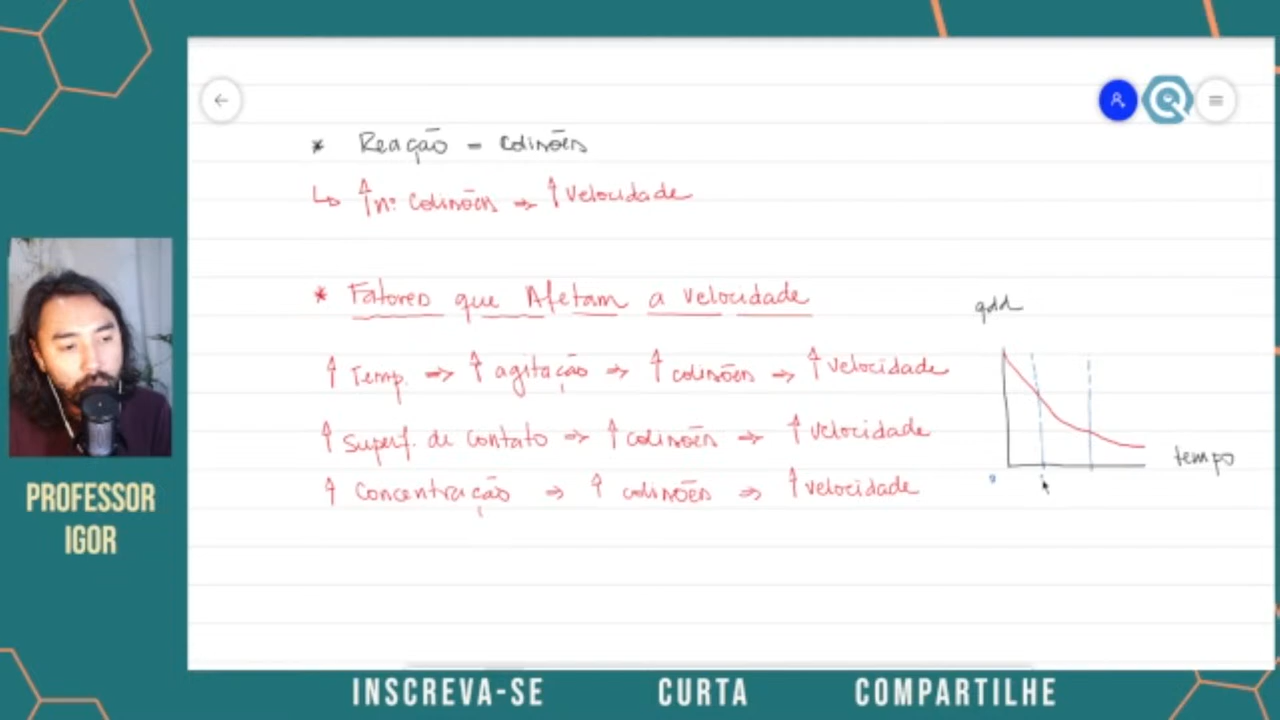 * Reação = Colisões
↳ ↑ nº Colisões ⇒ ↑ Velocidade
* Fatores que Afetam a velocidade
↑ Temp. ⇒ ↑ agitação ⇒ ↑ colisões ⇒ ↑ velocidade
↑ Superf. de Contato ⇒ ↑ colisões ⇒ ↑ velocidade
↑ Concentração ⇒ ↑ colisões ⇒ ↑ velocidade
qdd
tempo
PROFESSOR
IGOR
INSCREVA-SE CURTA COMPARTILHE